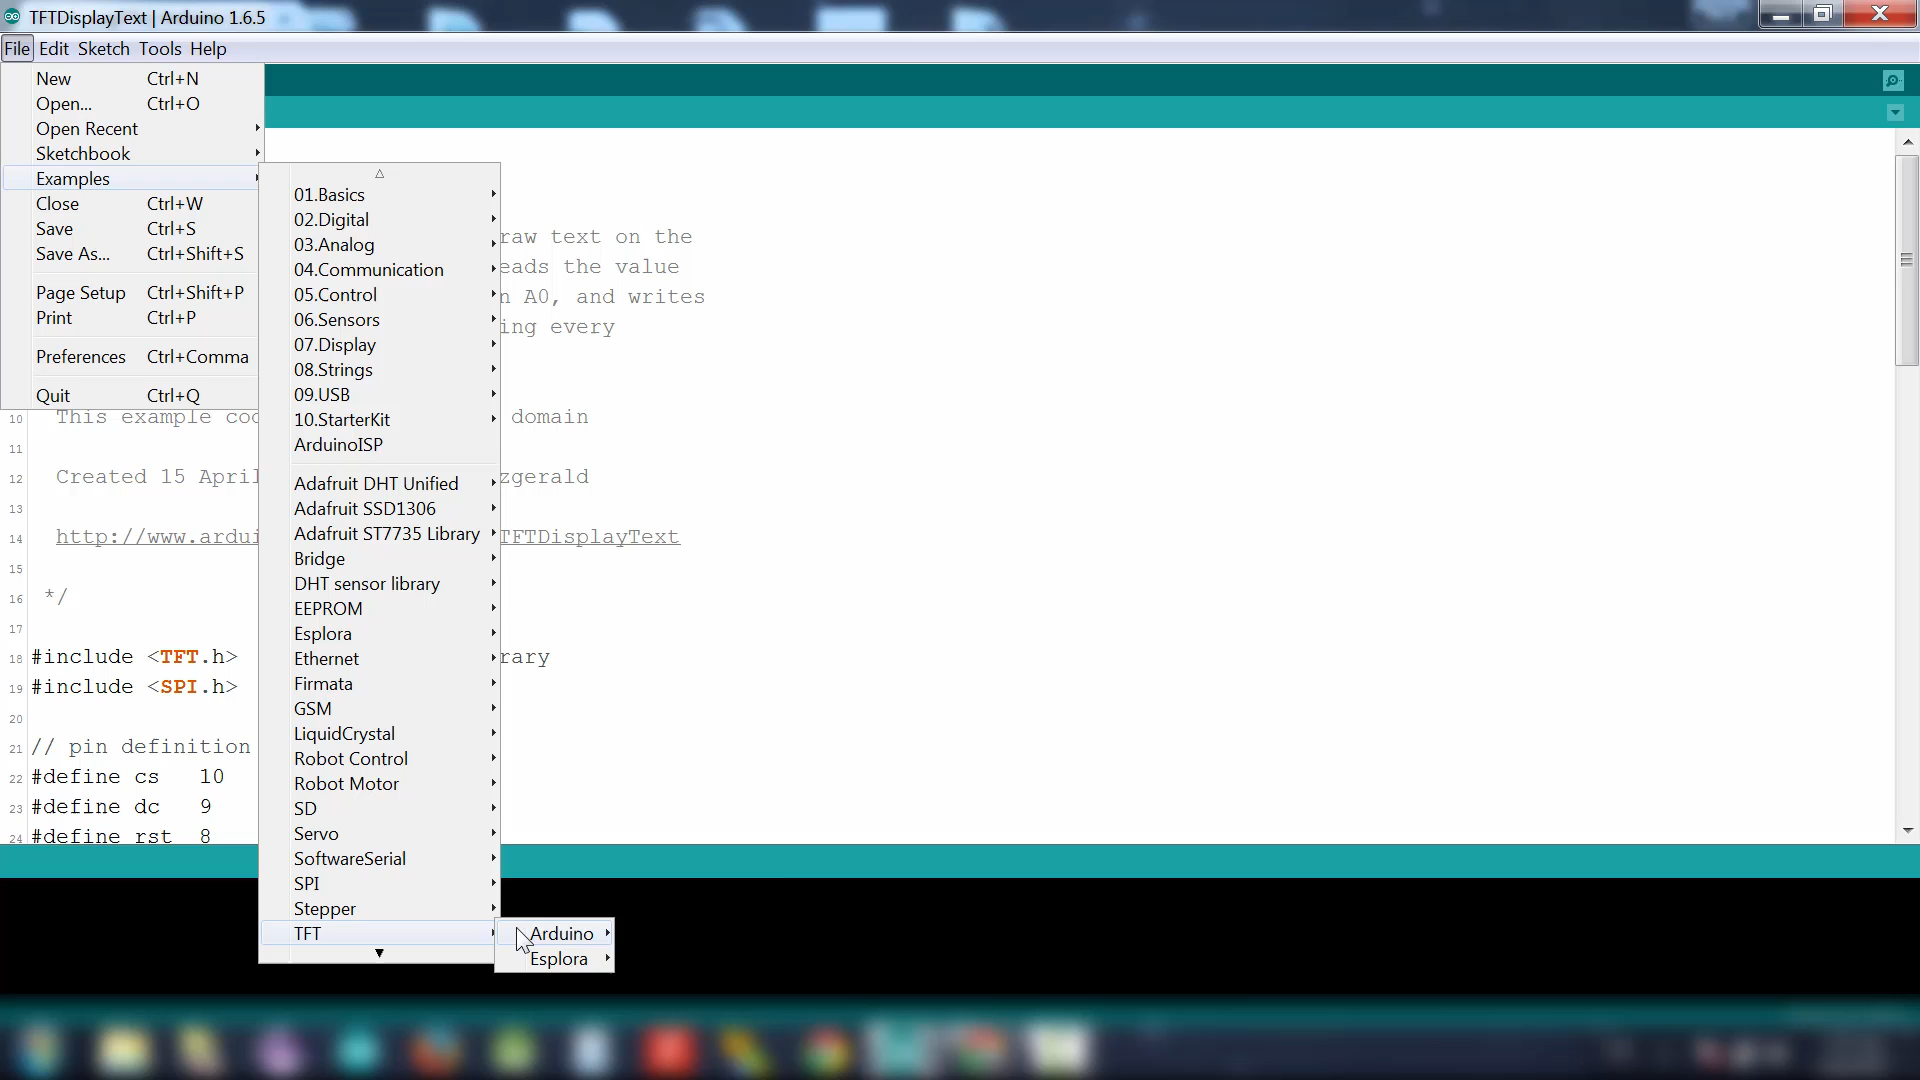 TFTDisplayText | Arduino 1.6.5
File Edit Sketch Tools Help
New Ctrl+N
Open... Ctrl+O
Open Recent
Sketchbook
Examples
Close Ctrl+W
Save Ctrl+S
Save As... Ctrl+Shift+S
Page Setup Ctrl+Shift+P
Print Ctrl+P
Preferences Ctrl+Comma
Quit Ctrl+Q
01.Basics
02.Digital
03.Analog
04.Communication
05.Control
06.Sensors
07.Display
08.Strings
09.USB
10.StarterKit
ArduinoISP
Adafruit DHT Unified
Adafruit SSD1306
Adafruit ST7735 Library
Bridge
DHT sensor library
EEPROM
Esplora
Ethernet
Firmata
GSM
LiquidCrystal
Robot Control
Robot Motor
SD
Servo
SoftwareSerial
SPI
Stepper
TFT
Arduino
Esplora
raw text on the
eads the value
n A0, and writes
ing every
10 This example coo domain
11
12 Created 15 April zgerald
13
14 http://www.ardui TFTDisplayText
15
16 */
17
18 #include <TFT.h> rary
19 #include <SPI.h>
20
21 // pin definition
22 #define cs 10
23 #define dc 9
24 #define rst 8